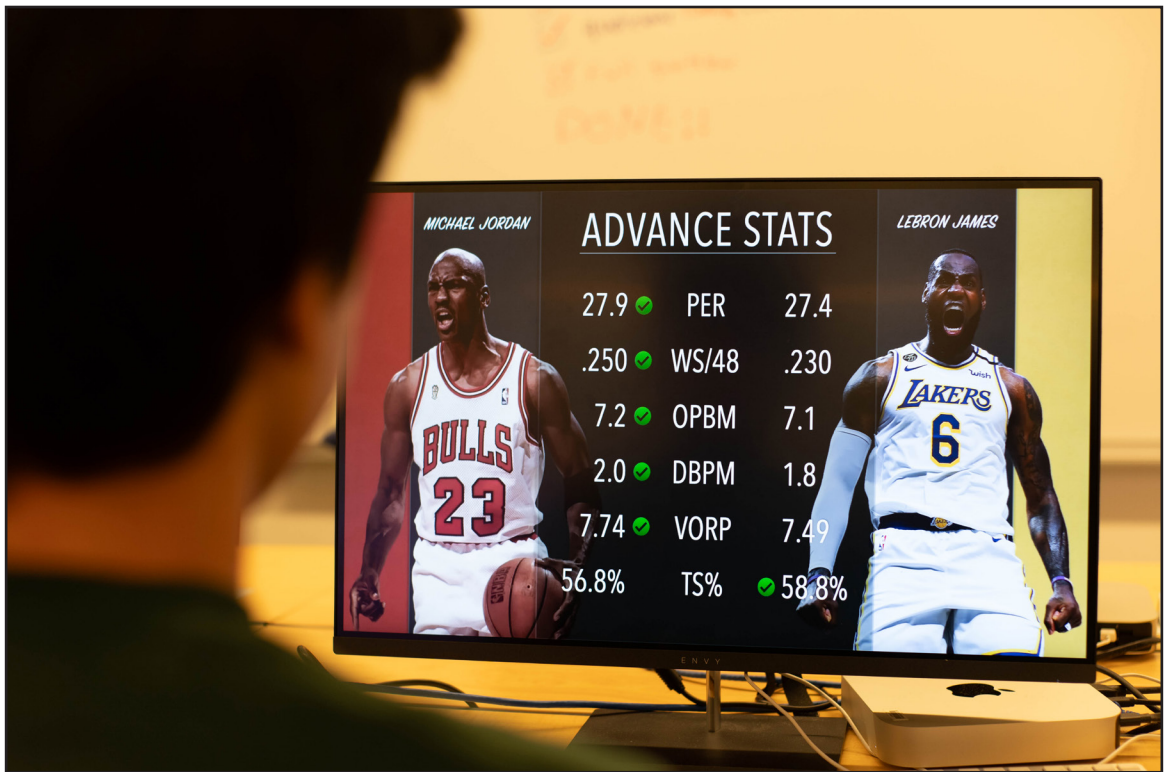 DONE!!
MICHAEL JORDAN
ADVANCE STATS
LEBRON JAMES
27.9 PER 27.4
.250 WS/48 .230
7.2 OPBM 7.1
2.0 DBPM 1.8
7.74 VORP 7.49
56.8% TS% 58.8%
BULLS
23
wish
LAKERS
6
ENVY